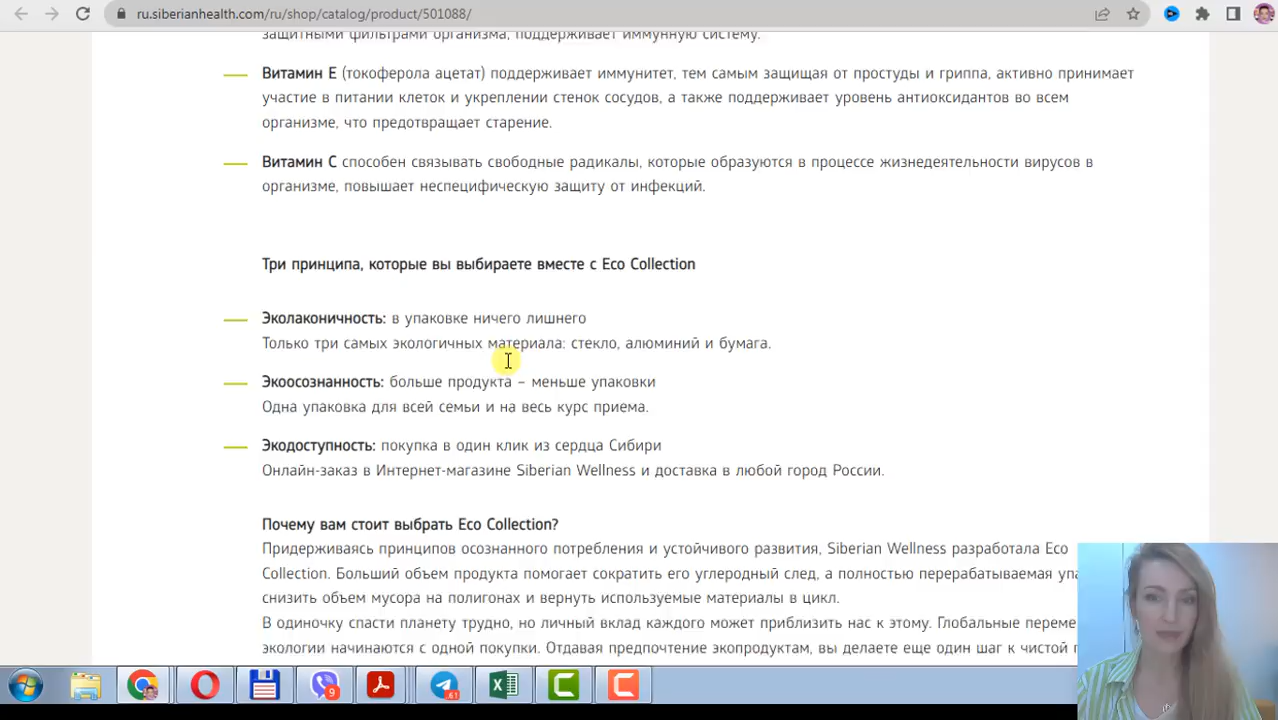 ru.siberianhealth.com/ru/shop/catalog/product/501088/
защитными фильтрами организма, поддерживает иммунную систему.
Витамин Е (токоферола ацетат) поддерживает иммунитет, тем самым защищая от простуды и гриппа, активно принимает
участие в питании клеток и укреплении стенок сосудов, а также поддерживает уровень антиоксидантов во всем
организме, что предотвращает старение.
Витамин С способен связывать свободные радикалы, которые образуются в процессе жизнедеятельности вирусов в
организме, повышает неспецифическую защиту от инфекций.
Три принципа, которые вы выбираете вместе с Eco Collection
Эколаконичность: в упаковке ничего лишнего
Только три самых экологичных материала: стекло, алюминий и бумага.
Экоосознанность: больше продукта – меньше упаковки
Одна упаковка для всей семьи и на весь курс приема.
Экодоступность: покупка в один клик из сердца Сибири
Онлайн-заказ в Интернет-магазине Siberian Wellness и доставка в любой город России.
Почему вам стоит выбрать Eco Collection?
Придерживаясь принципов осознанного потребления и устойчивого развития, Siberian Wellness разработала Eco
Collection. Больший объем продукта помогает сократить его углеродный след, а полностью перерабатываемая упа
снизить объем мусора на полигонах и вернуть используемые материалы в цикл.
В одиночку спасти планету трудно, но личный вклад каждого может приблизить нас к этому. Глобальные переме
экологии начинаются с одной покупки. Отдавая предпочтение экопродуктам, вы делаете еще один шаг к чистой
9
61